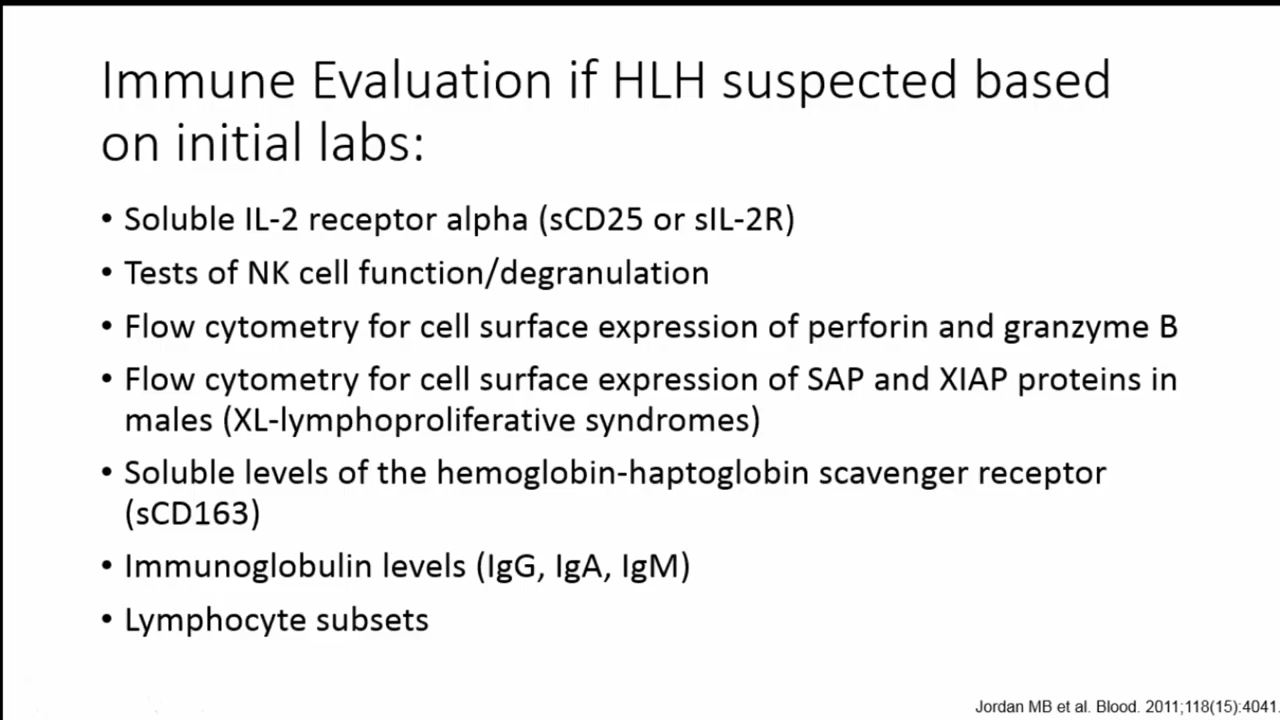 Immune Evaluation if HLH suspected based
on initial labs:
• Soluble IL-2 receptor alpha (sCD25 or sIL-2R)
• Tests of NK cell function/degranulation
• Flow cytometry for cell surface expression of perforin and granzyme B
• Flow cytometry for cell surface expression of SAP and XIAP proteins in
males (XL-lymphoproliferative syndromes)
• Soluble levels of the hemoglobin-haptoglobin scavenger receptor
(sCD163)
• Immunoglobulin levels (IgG, IgA, IgM)
• Lymphocyte subsets
Jordan MB et al. Blood. 2011;118(15):4041.